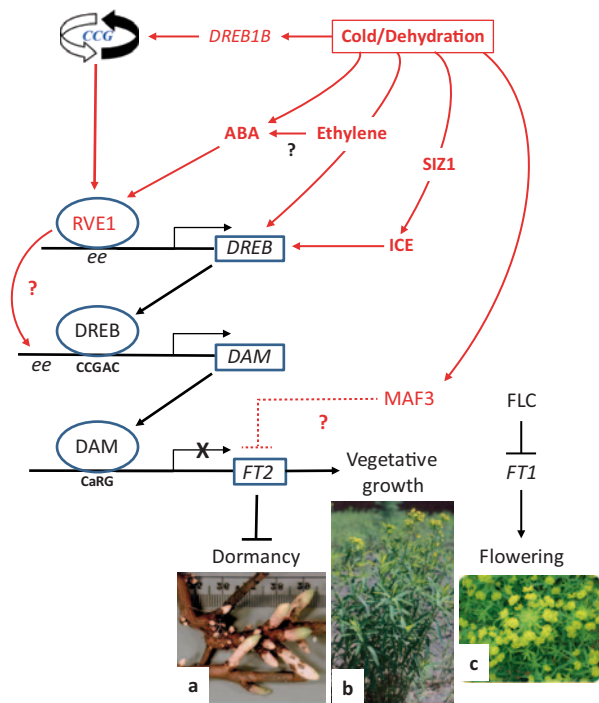 CCG
DREB1B
Cold/Dehydration
ABA
Ethylene
?
SIZ1
RVE1
ee
DREB
ICE
?
DREB
ee
CCGAC
DAM
MAF3
?
FLC
DAM
X
CaRG
FT2
Vegetative
growth
FT1
Dormancy
Flowering
a
b
c